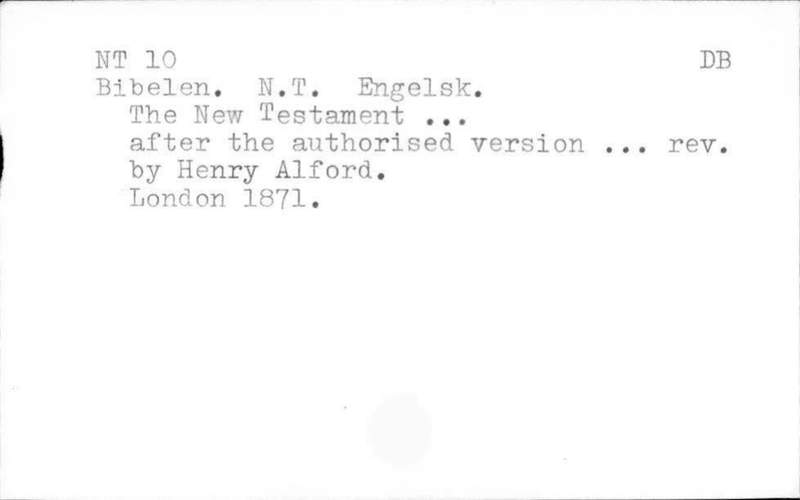 NT 10 DB
Bibelen. N.T. Engelsk.
The New Testament ...
after the authorised version ... rev.
by Henry Alford.
London 1871.